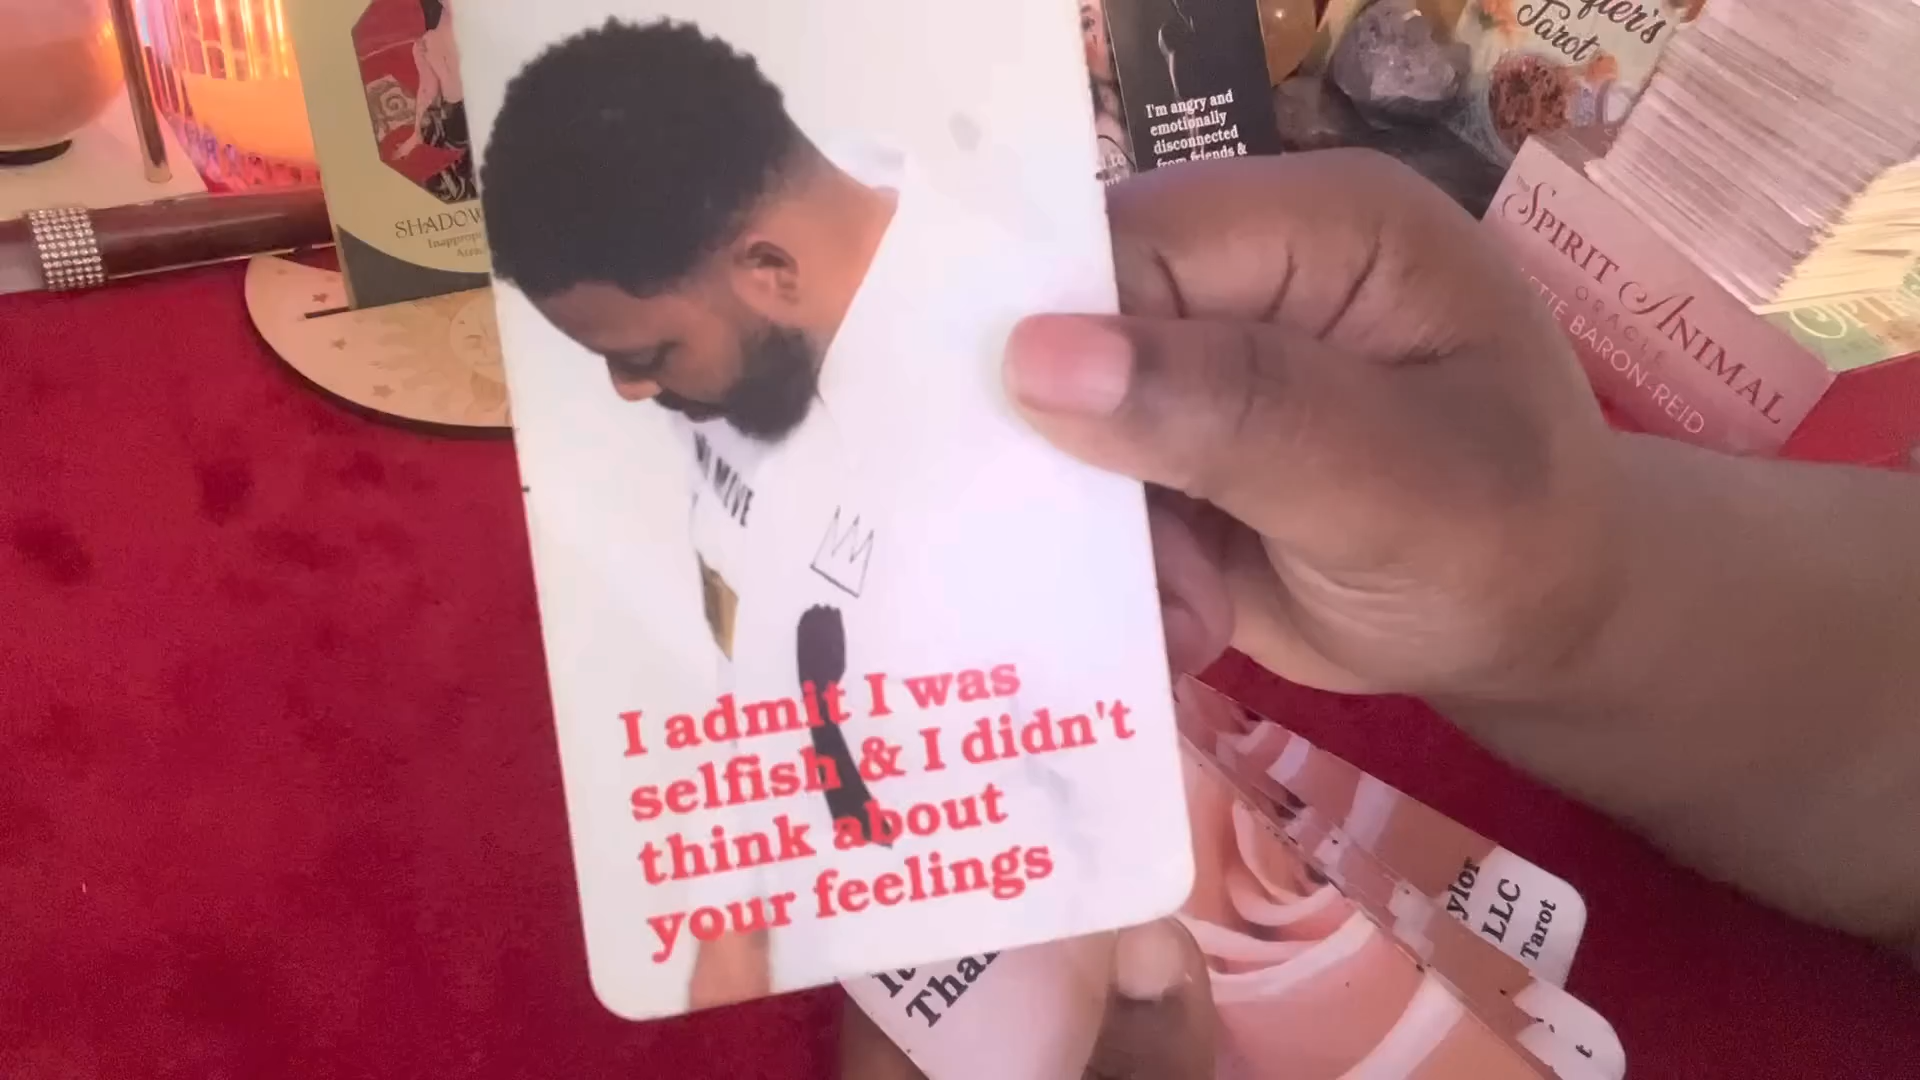 I admit I was
selfish & I didn't
think about
your feelings
MOVE
I'm angry and
emotionally
disconnected
from friends &
Tarot
SPIRIT ANIMAL
ORACLE
BARON-REID
SHADOW
LLC
Tarot